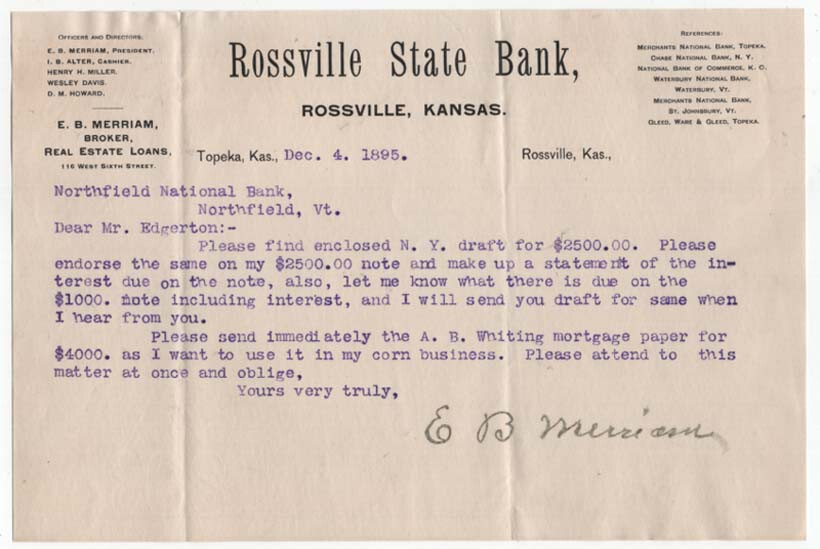 OFFICERS AND DIRECTORS:
E. B. MERRIAM, PRESIDENT.
I. B. ALTER, CASHIER.
HENRY H. MILLER.
WESLEY DAVIS.
D. M. HOWARD.
E. B. MERRIAM,
BROKER,
REAL ESTATE LOANS,
116 WEST SIXTH STREET.
Rossville State Bank,
ROSSVILLE, KANSAS.
REFERENCES:
MERCHANTS NATIONAL BANK, TOPEKA.
CHASE NATIONAL BANK, N. Y.
NATIONAL BANK OF COMMERCE, K. C.
WATERBURY NATIONAL BANK,
WATERBURY, VT.
MERCHANTS NATIONAL BANK,
ST. JOHNSBURY, VT.
GLEED, WARE & GLEED, TOPEKA.
Topeka, Kas., Dec. 4. 1895.
Rossville, Kas.,
Northfield National Bank,
Northfield, Vt.
Dear Mr. Edgerton:-
Please find enclosed N. Y. draft for $2500.00. Please
endorse the same on my $2500.00 note and make up a statement of the in-
terest due on the note, also, let me know what there is due on the
$1000. note including interest, and I will send you draft for same when
I hear from you.
Please send immediately the A. B. Whiting mortgage paper for
$4000. as I want to use it in my corn business. Please attend to this
matter at once and oblige,
Yours very truly,
E B Merriam